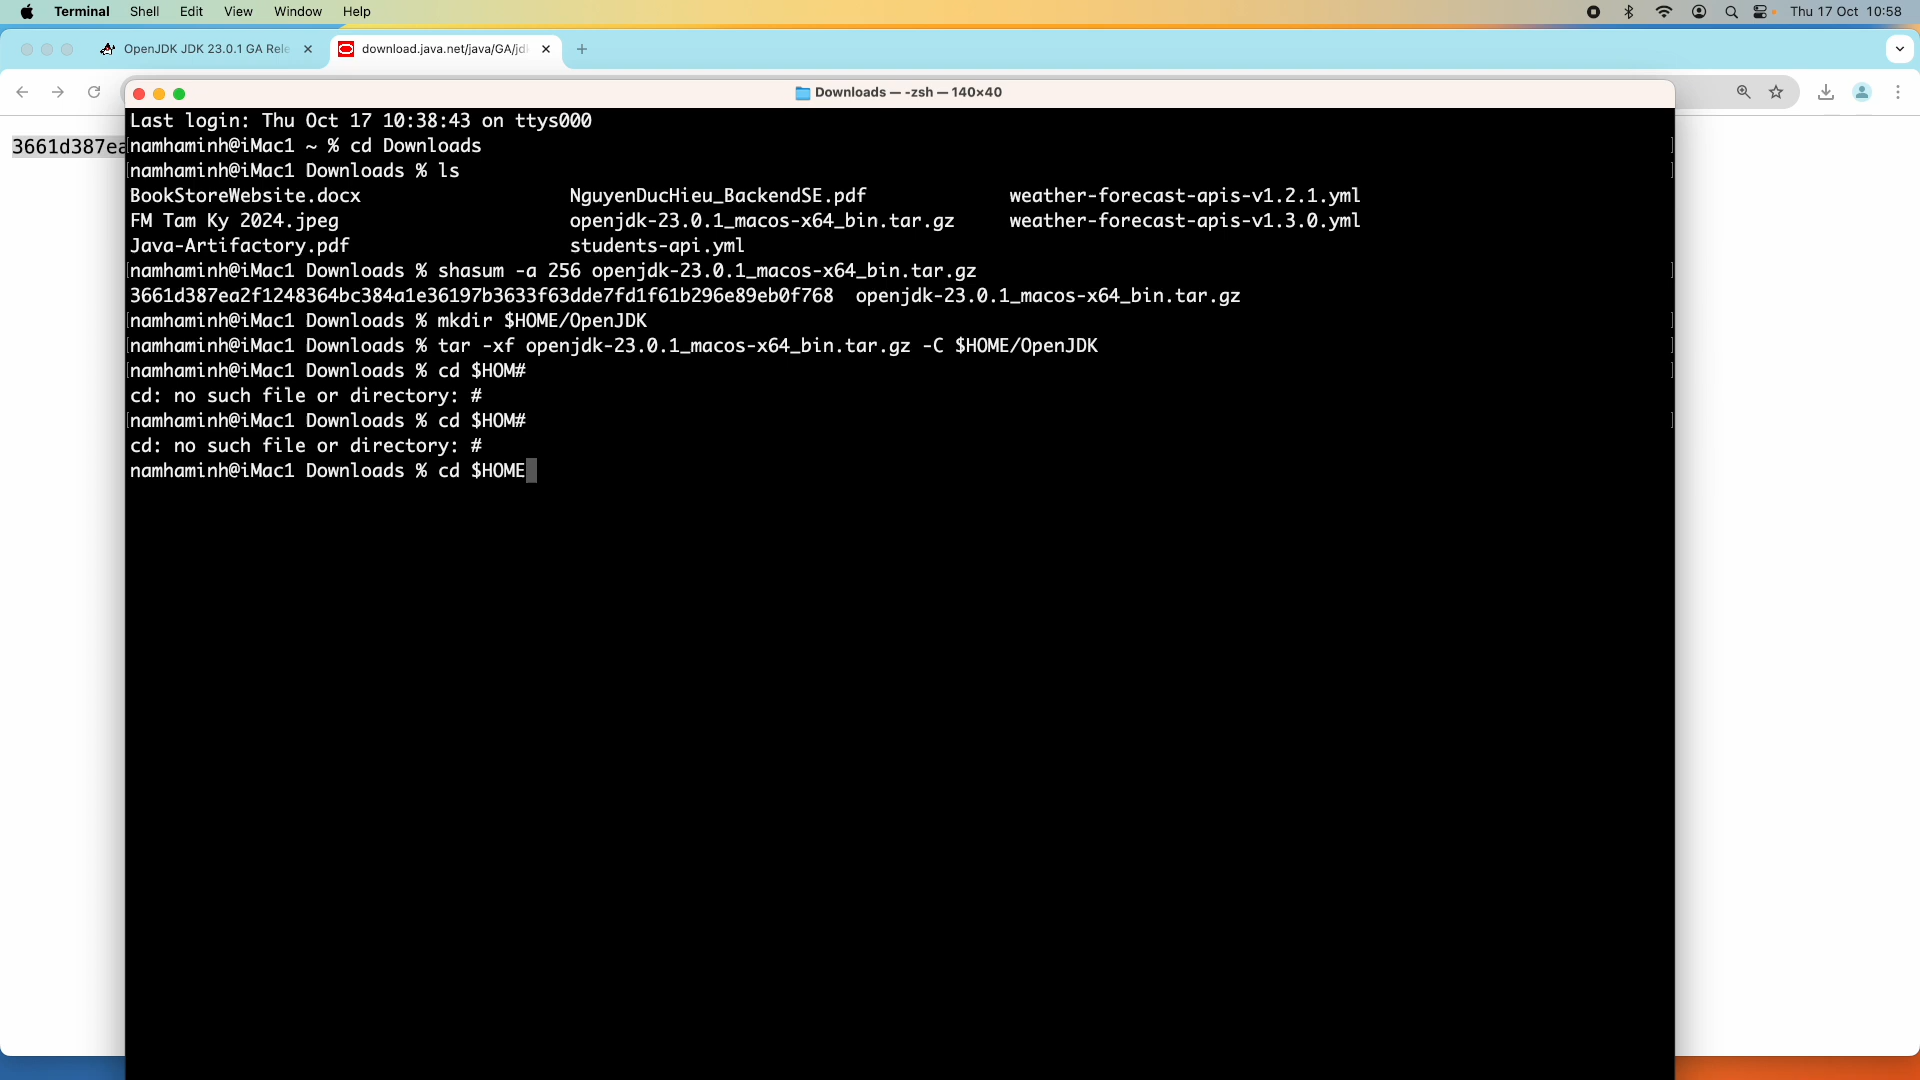 Terminal Shell Edit View Window Help Thu 17 Oct 10:58
OpenJDK JDK 23.0.1 GA Rele download.java.net/java/GA/jd
Downloads — -zsh — 140×40
3661d387ea
Last login: Thu Oct 17 10:38:43 on ttys000
namhaminh@iMac1 ~ % cd Downloads
namhaminh@iMac1 Downloads % ls
BookStoreWebsite.docx NguyenDucHieu_BackendSE.pdf weather-forecast-apis-v1.2.1.yml
FM Tam Ky 2024.jpeg openjdk-23.0.1_macos-x64_bin.tar.gz weather-forecast-apis-v1.3.0.yml
Java-Artifactory.pdf students-api.yml
namhaminh@iMac1 Downloads % shasum -a 256 openjdk-23.0.1_macos-x64_bin.tar.gz
3661d387ea2f1248364bc384a1e36197b3633f63dde7fd1f61b296e89eb0f768 openjdk-23.0.1_macos-x64_bin.tar.gz
namhaminh@iMac1 Downloads % mkdir $HOME/OpenJDK
namhaminh@iMac1 Downloads % tar -xf openjdk-23.0.1_macos-x64_bin.tar.gz -C $HOME/OpenJDK
namhaminh@iMac1 Downloads % cd $HOM#
cd: no such file or directory: #
namhaminh@iMac1 Downloads % cd $HOM#
cd: no such file or directory: #
namhaminh@iMac1 Downloads % cd $HOME